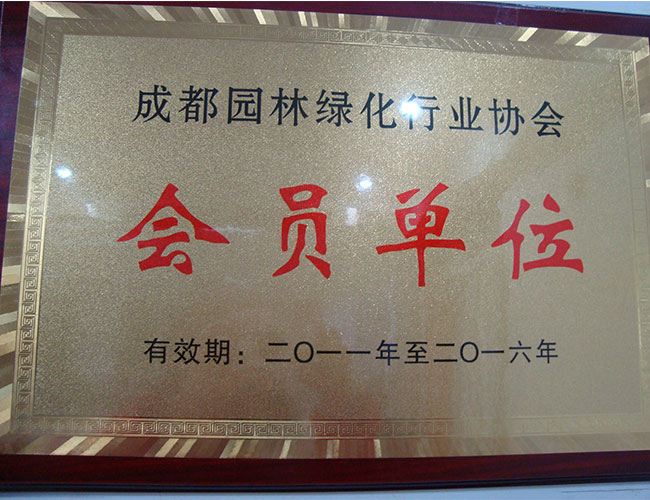 成都园林绿化行业协会
会员单位
有效期：二〇一一年至二〇一六年